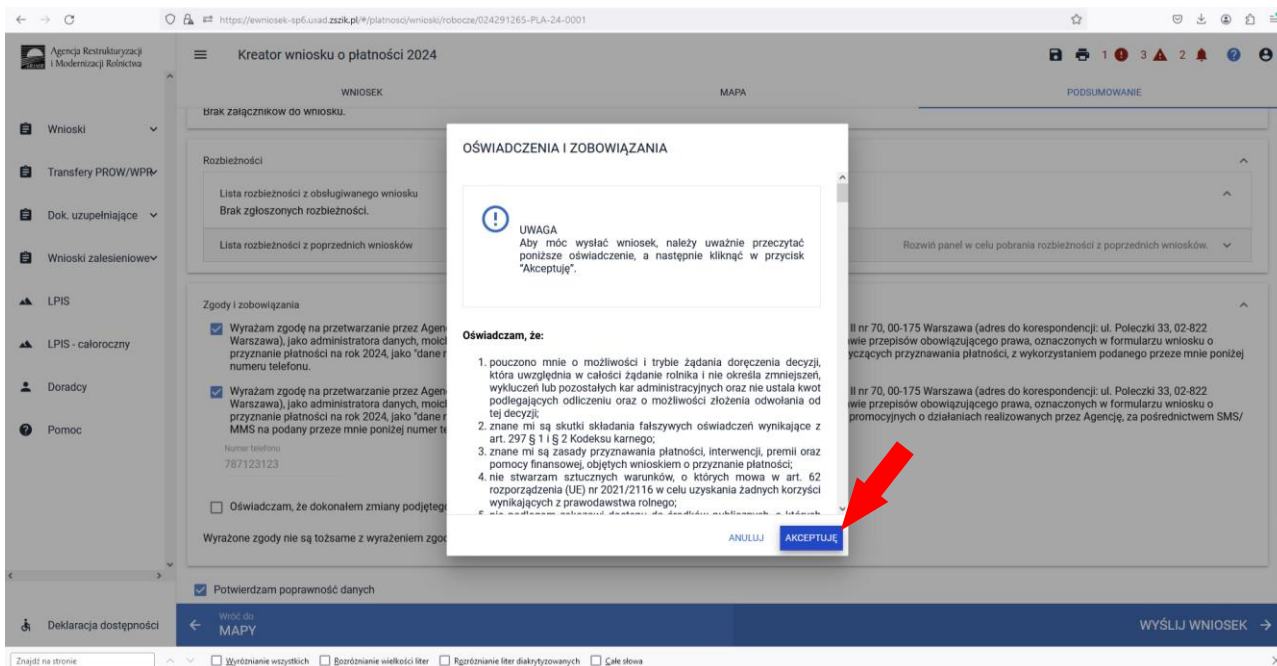 https://ewniosek-sp6.usad.zszik.pl/#/platnosci/wnioski/robocze/024291265-PLA-24-0001
Agencja Restrukturyzacji
i Modernizacji Rolnictwa
Kreator wniosku o płatności 2024
1
3
2
WNIOSEK
MAPA
PODSUMOWANIE
Wnioski
Transfery PROW/WPR
Dok. uzupełniające
Wnioski zalesieniowe
LPIS
LPIS - całoroczny
Doradcy
Pomoc
Deklaracja dostępności
Brak załączników do wniosku.
Rozbieżności
Lista rozbieżności z obsługiwanego wniosku
Brak zgłoszonych rozbieżności.
Lista rozbieżności z poprzednich wniosków
Rozwiń panel w celu pobrania rozbieżności z poprzednich wniosków.
Zgody i zobowiązania
Wyrażam zgodę na przetwarzanie przez Agen
II nr 70, 00-175 Warszawa (adres do korespondencji: ul. Poleczki 33, 02-822
Warszawa), jako administratora danych, moich
wie przepisów obowiązującego prawa, oznaczonych w formularzu wniosku o
przyznanie płatności na rok 2024, jako "dane n
yczących przyznawania płatności, z wykorzystaniem podanego przeze mnie poniżej
numeru telefonu.
Wyrażam zgodę na przetwarzanie przez Agen
II nr 70, 00-175 Warszawa (adres do korespondencji: ul. Poleczki 33, 02-822
Warszawa), jako administratora danych, moich
wie przepisów obowiązującego prawa, oznaczonych w formularzu wniosku o
przyznanie płatności na rok 2024, jako "dane n
promocyjnych o działaniach realizowanych przez Agencję, za pośrednictwem SMS/
MMS na podany przeze mnie poniżej numer te
Numer telefonu
787123123
Oświadczam, że dokonałem zmiany podjęteg
Wyrażone zgody nie są tożsame z wyrażeniem zgo
Potwierdzam poprawność danych
OŚWIADCZENIA I ZOBOWIĄZANIA
UWAGA
Aby móc wysłać wniosek, należy uważnie przeczytać
poniższe oświadczenie, a następnie kliknąć w przycisk
"Akceptuję".
Oświadczam, że:
1. pouczono mnie o możliwości i trybie żądania doręczenia decyzji,
która uwzględnia w całości żądanie rolnika i nie określa zmniejszeń,
wykluczeń lub pozostałych kar administracyjnych oraz nie ustala kwot
podlegających odliczeniu oraz o możliwości złożenia odwołania od
tej decyzji;
2. znane mi są skutki składania fałszywych oświadczeń wynikające z
art. 297 § 1 i § 2 Kodeksu karnego;
3. znane mi są zasady przyznawania płatności, interwencji, premii oraz
pomocy finansowej, objętych wnioskiem o przyznanie płatności;
4. nie stwarzam sztucznych warunków, o których mowa w art. 62
rozporządzenia (UE) nr 2021/2116 w celu uzyskania żadnych korzyści
wynikających z prawodawstwa rolnego;
5. nie podlegam zakazowi dostępu do środków publicznych, o których
ANULUJ
AKCEPTUJĘ
Wróć do
MAPY
WYŚLIJ WNIOSEK
Znajdź na stronie
Wyróżnianie wszystkich
Rozróżnianie wielkości liter
Rozróżnianie liter diakrytyzowanych
Całe słowa